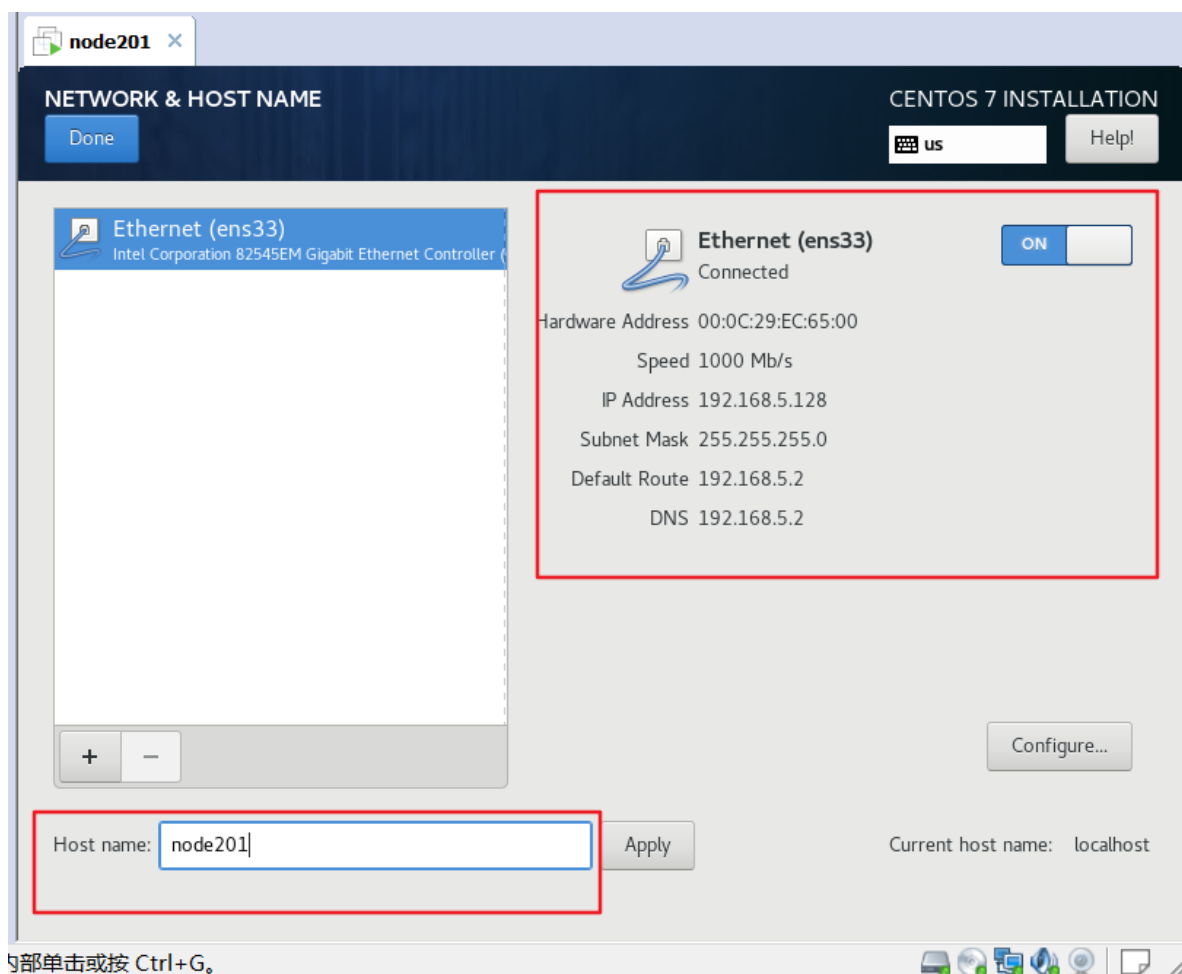 node201
NETWORK & HOST NAME
CENTOS 7 INSTALLATION
Done
us
Help!
Ethernet (ens33)
Intel Corporation 82545EM Gigabit Ethernet Controller (
Ethernet (ens33)
Connected
ON
Hardware Address 00:0C:29:EC:65:00
Speed 1000 Mb/s
IP Address 192.168.5.128
Subnet Mask 255.255.255.0
Default Route 192.168.5.2
DNS 192.168.5.2
+ −
Configure...
Host name: node201
Apply
Current host name: localhost
部单击或按 Ctrl+G。